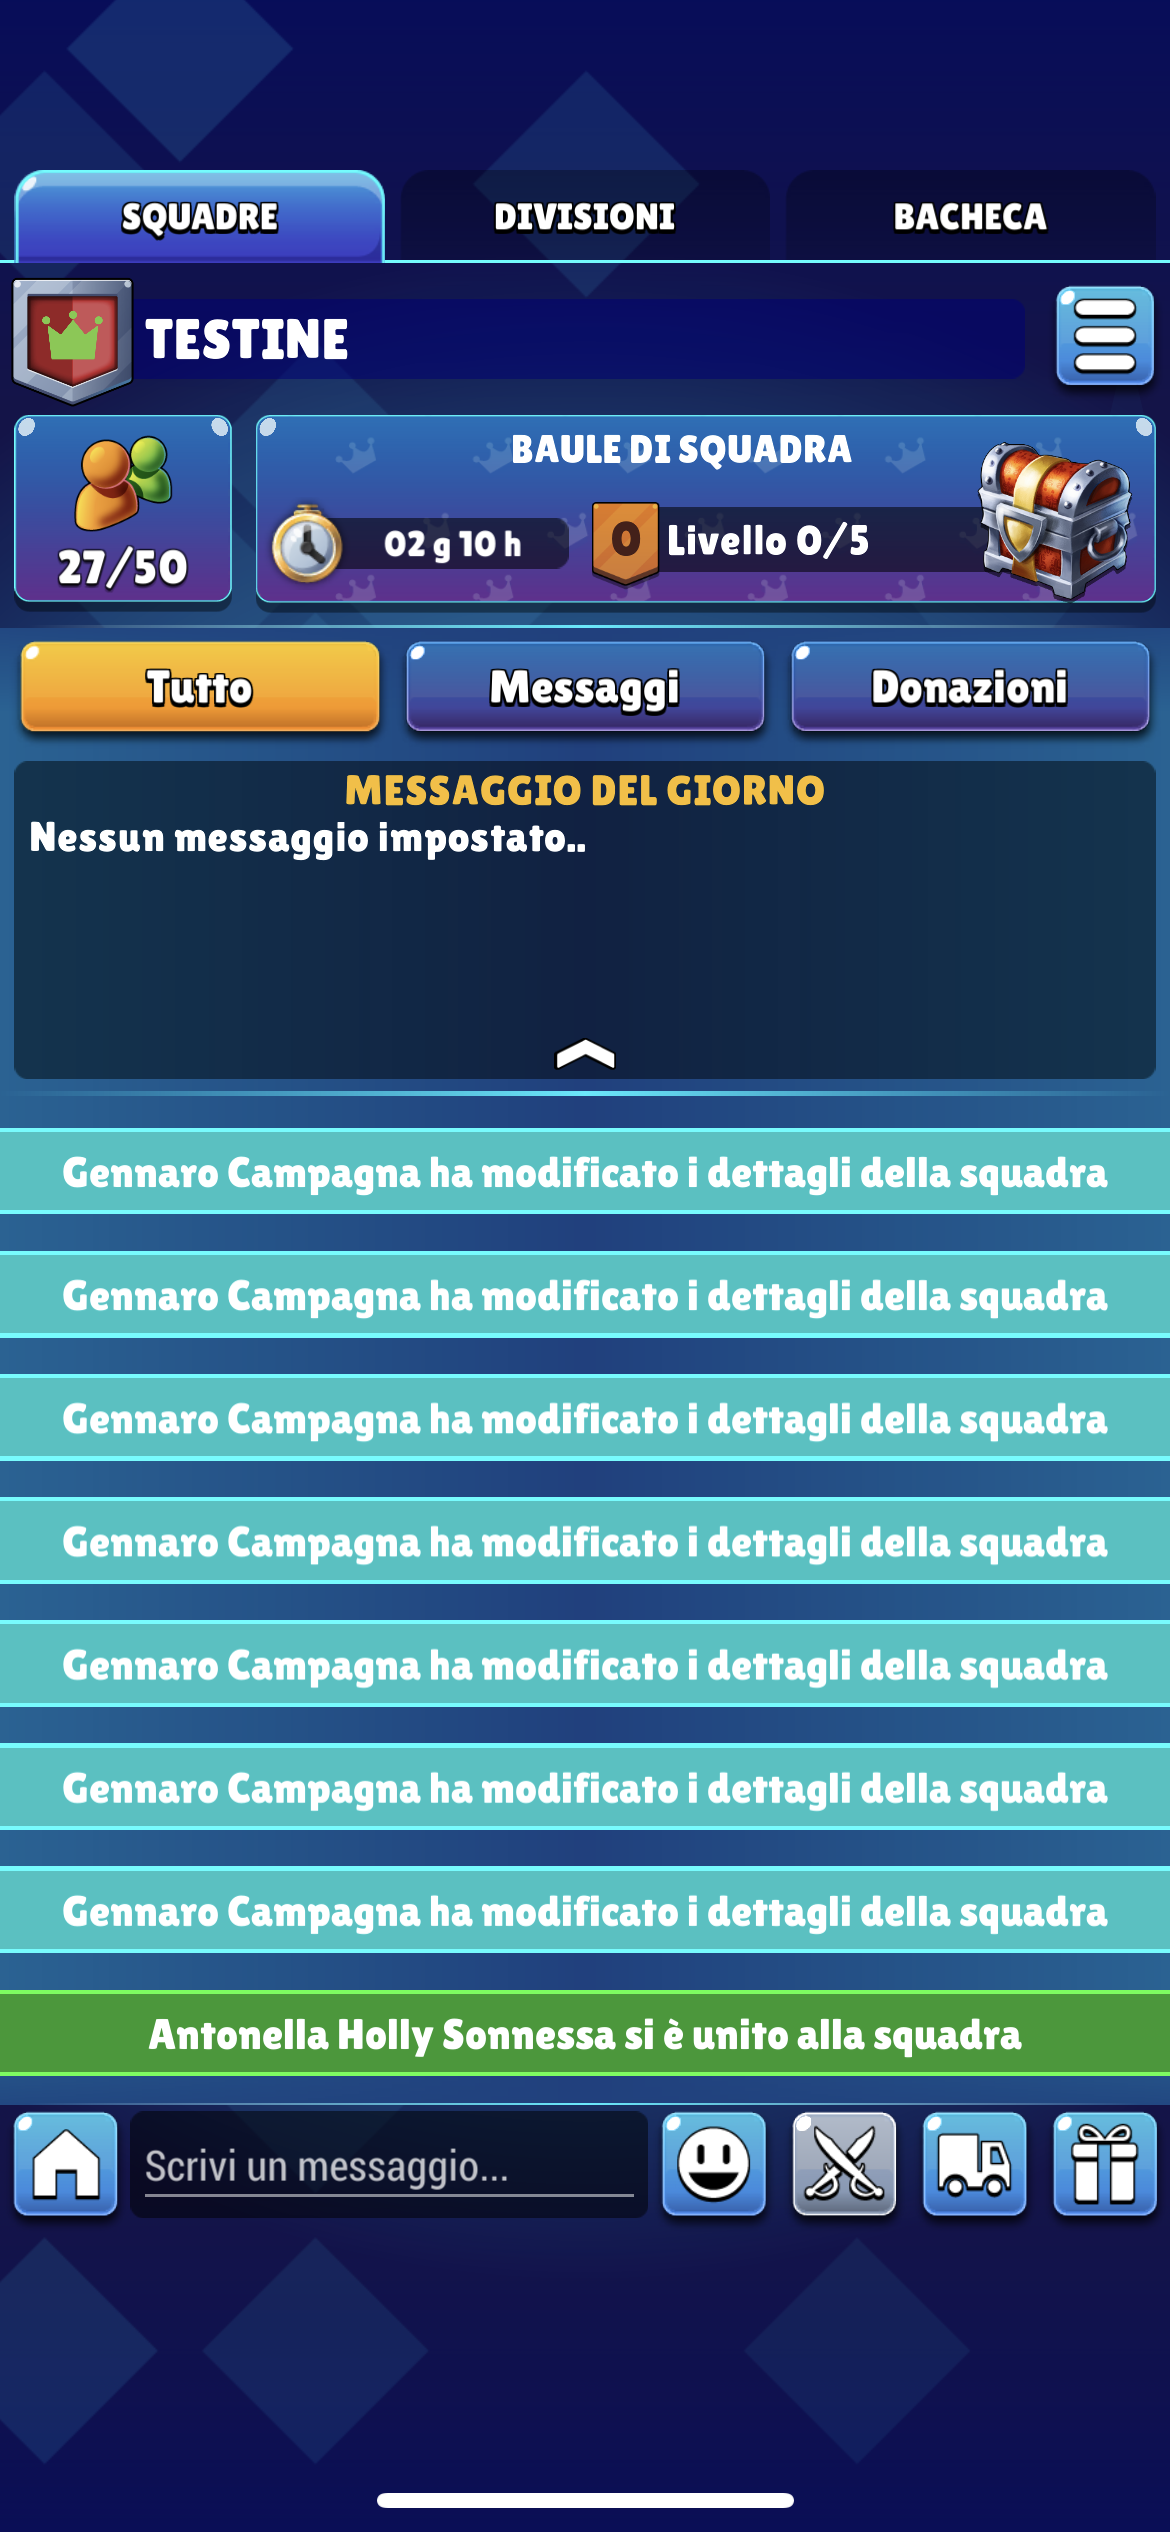 SQUADRE
DIVISIONI
BACHECA
TESTINE
27/50
BAULE DI SQUADRA
02 g 10 h
0
Livello 0/5
Tutto
Messaggi
Donazioni
MESSAGGIO DEL GIORNO
Nessun messaggio impostato..
Gennaro Campagna ha modificato i dettagli della squadra
Gennaro Campagna ha modificato i dettagli della squadra
Gennaro Campagna ha modificato i dettagli della squadra
Gennaro Campagna ha modificato i dettagli della squadra
Gennaro Campagna ha modificato i dettagli della squadra
Gennaro Campagna ha modificato i dettagli della squadra
Gennaro Campagna ha modificato i dettagli della squadra
Antonella Holly Sonnessa si è unito alla squadra
Scrivi un messaggio...